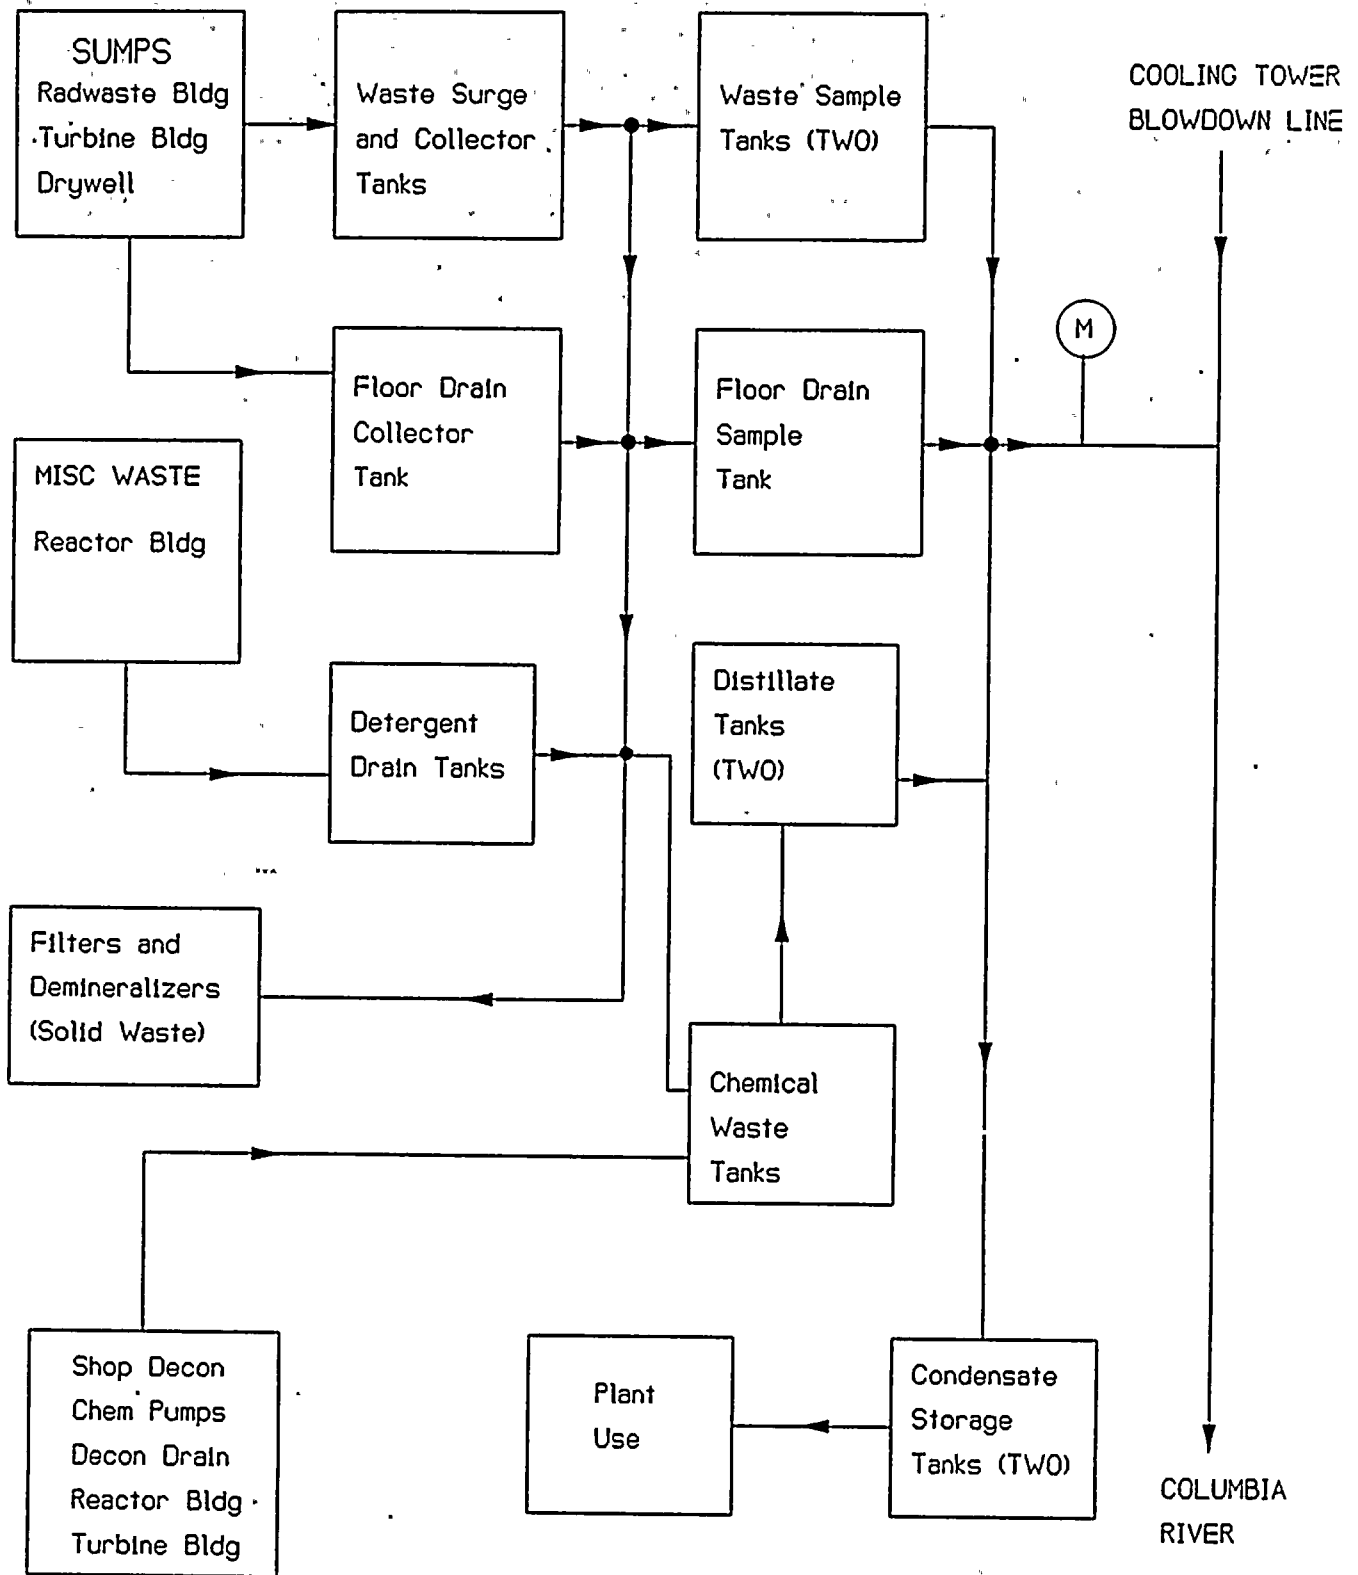 SUMPS
Radwaste Bldg
Turbine Bldg
Drywell
Waste Surge
and Collector
Tanks
Waste Sample
Tanks (TWO)
COOLING TOWER
BLOWDOWN LINE
M
Floor Drain
Collector
Tank
Floor Drain
Sample
Tank
MISC WASTE
Reactor Bldg
Detergent
Drain Tanks
Distillate
Tanks
(TWO)
Filters and
Demineralizers
(Solid Waste)
Chemical
Waste
Tanks
Shop Decon
Chem Pumps
Decon Drain
Reactor Bldg
Turbine Bldg
Plant
Use
Condensate
Storage
Tanks (TWO)
COLUMBIA
RIVER